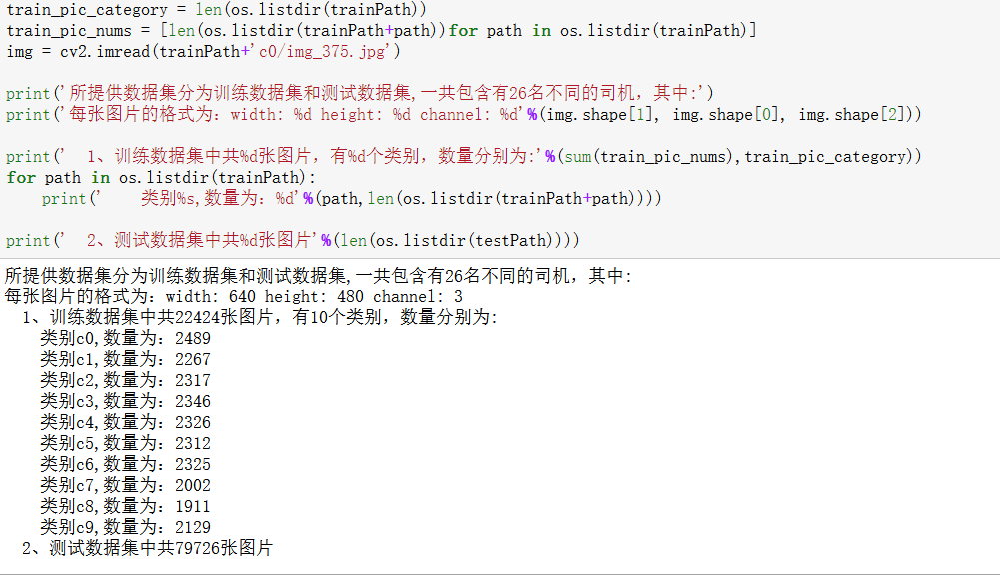 train_pic_category = len(os.listdir(trainPath))
train_pic_nums = [len(os.listdir(trainPath+path))for path in os.listdir(trainPath)]
img = cv2.imread(trainPath+'c0/img_375.jpg')
print('所提供数据集分为训练数据集和测试数据集,一共包含有26名不同的司机，其中:')
print('每张图片的格式为：width: %d height: %d channel: %d'%(img.shape[1], img.shape[0], img.shape[2]))
print('  1、训练数据集中共%d张图片，有%d个类别，数量分别为:'%(sum(train_pic_nums),train_pic_category))
for path in os.listdir(trainPath):
    print('    类别%s,数量为：%d'%(path,len(os.listdir(trainPath+path))))
print('  2、测试数据集中共%d张图片'%(len(os.listdir(testPath))))
所提供数据集分为训练数据集和测试数据集,一共包含有26名不同的司机，其中:
每张图片的格式为：width: 640 height: 480 channel: 3
  1、训练数据集中共22424张图片，有10个类别，数量分别为:
    类别c0,数量为：2489
    类别c1,数量为：2267
    类别c2,数量为：2317
    类别c3,数量为：2346
    类别c4,数量为：2326
    类别c5,数量为：2312
    类别c6,数量为：2325
    类别c7,数量为：2002
    类别c8,数量为：1911
    类别c9,数量为：2129
  2、测试数据集中共79726张图片